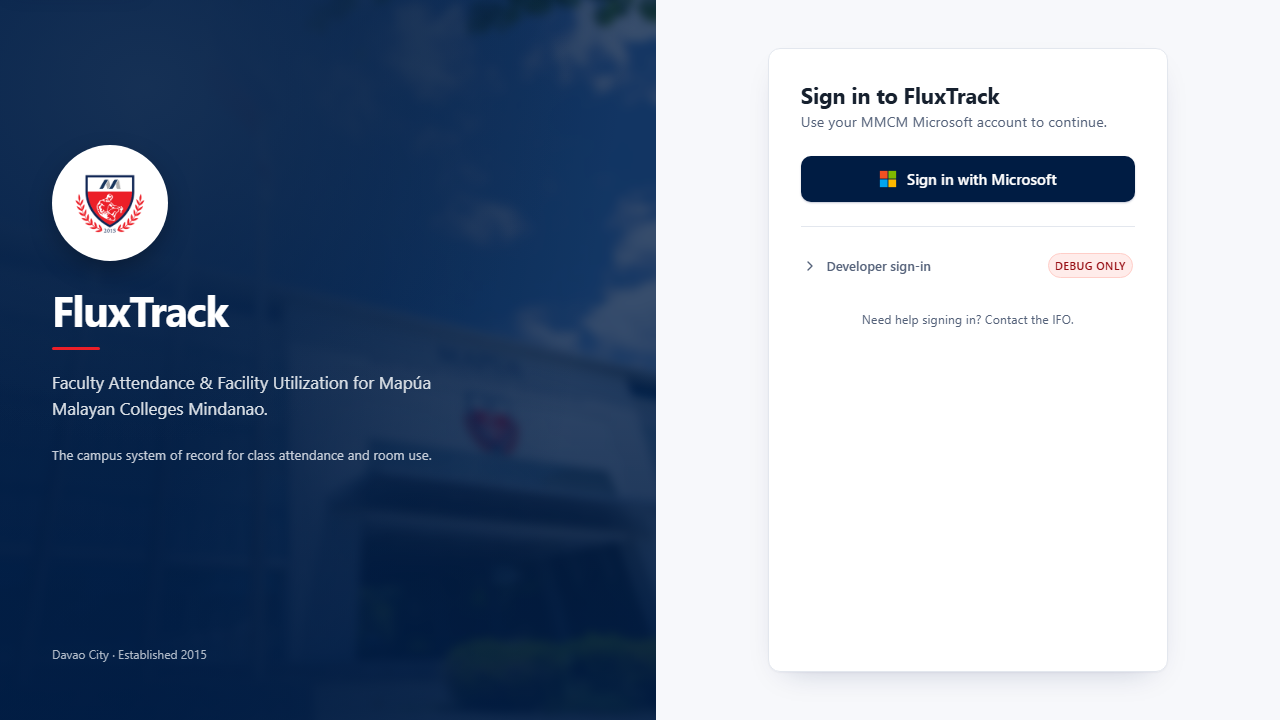 2015
FluxTrack
Faculty Attendance & Facility Utilization for Mapúa
Malayan Colleges Mindanao.
The campus system of record for class attendance and room use.
Davao City · Established 2015
Sign in to FluxTrack
Use your MMCM Microsoft account to continue.
Sign in with Microsoft
Developer sign-in
DEBUG ONLY
Need help signing in? Contact the IFO.